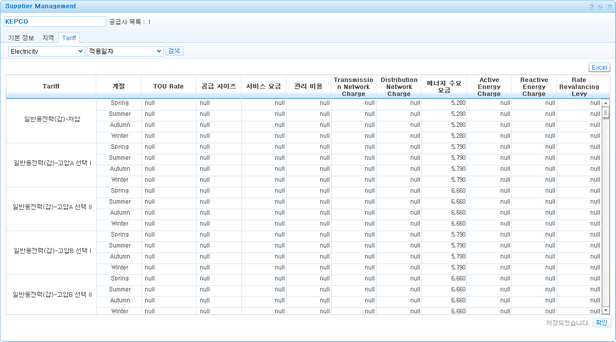 Supplier Management
KEPCO 공급사 목록 : 1
기본 정보 지역 Tariff
Electricity 적용일자 검색
Excel
Tariff 계절 TOU Rate 공급 사이즈 서비스 요금 관리 비용 Transmission Network Charge Distribution Network Charge 에너지 수요 요금 Active Energy Charge Reactive Energy Charge Rate Revalancing Levy
일반용전력(갑)-저압
Spring null null null null null null 5,280 null null null
Summer null null null null null null 5,280 null null null
Autumn null null null null null null 5,280 null null null
Winter null null null null null null 5,280 null null null
일반용전력(갑)-고압A 선택 I
Spring null null null null null null 5,790 null null null
Summer null null null null null null 5,790 null null null
Autumn null null null null null null 5,790 null null null
Winter null null null null null null 5,790 null null null
일반용전력(갑)-고압A 선택 II
Spring null null null null null null 6,660 null null null
Summer null null null null null null 6,660 null null null
Autumn null null null null null null 6,660 null null null
Winter null null null null null null 6,660 null null null
일반용전력(갑)-고압B 선택 I
Spring null null null null null null 5,790 null null null
Summer null null null null null null 5,790 null null null
Autumn null null null null null null 5,790 null null null
Winter null null null null null null 5,790 null null null
일반용전력(갑)-고압B 선택 II
Spring null null null null null null 6,660 null null null
Summer null null null null null null 6,660 null null null
Autumn null null null null null null 6,660 null null null
Winter null null null null null null 6,660 null null null
저장되었습니다. 확인